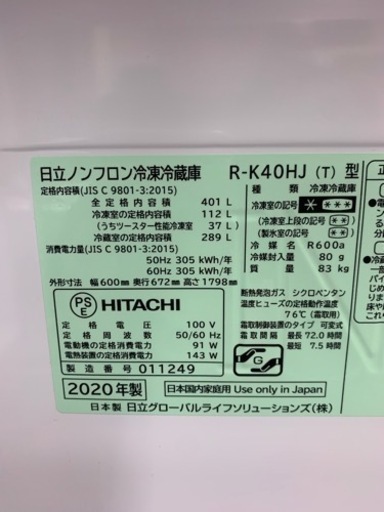 日立ノンフロン冷凍冷蔵庫 R-K40HJ (T) 型
定格内容積(JIS C 9801-3:2015)
全定格内容積 401 L
冷凍室の定格内容積 112 L
(うちツースター性能冷凍室 37 L)
冷蔵室の定格内容積 289 L
消費電力量(JIS C 9801-3:2015)
50Hz 305 kWh/年
60Hz 305 kWh/年
外形寸法 幅600mm 奥行672mm 高さ1798mm
種類 冷凍冷蔵庫
冷凍室の記号 * ***
(冷凍室上段の記号 **)
(製氷室の記号 **)
冷媒 R600a
冷媒封入量 80 g
質量 83 kg
PS
E
HITACHI
定格電圧 100 V
定格周波数 50/60 Hz
電動機の定格消費電力 91 W
電熱装置の定格消費電力 143 W
製造番号 011249
断熱発泡ガス シクロペンタン
温度ヒューズの定格動作温度
76℃(霜取用)
霜取制御装置のタイプ 可変式
霜取間隔 最長 72.0 時間
最短 7.5 時間
G
2020年製
日本国内家庭用 Use only in Japan
日本製 日立グローバルライフソリューションズ(株)